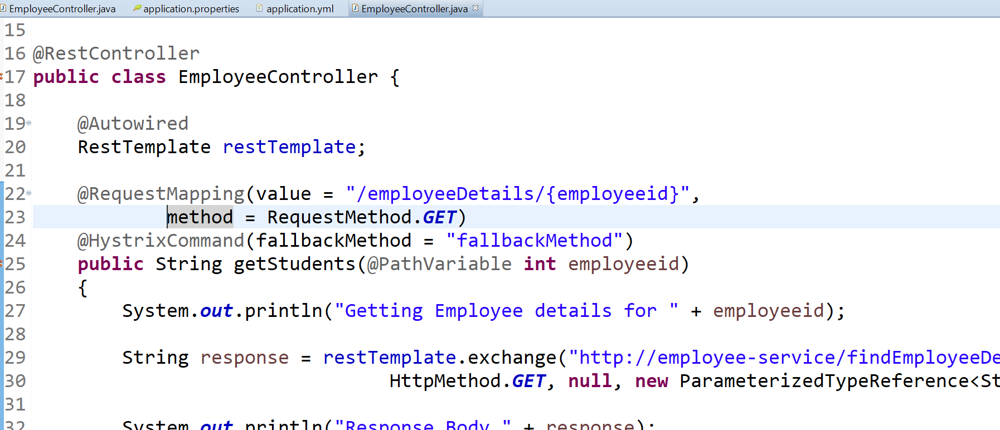 EmployeeController.java application.properties application.yml EmployeeController.java
15
16 @RestController
17 public class EmployeeController {
18
19 @Autowired
20 RestTemplate restTemplate;
21
22 @RequestMapping(value = "/employeeDetails/{employeeid}",
23 method = RequestMethod.GET)
24 @HystrixCommand(fallbackMethod = "fallbackMethod")
25 public String getStudents(@PathVariable int employeeid)
26 {
27 System.out.println("Getting Employee details for " + employeeid);
28
29 String response = restTemplate.exchange("http://employee-service/findEmployeeDe
30 HttpMethod.GET, null, new ParameterizedTypeReference<St
31
32 System.out.println("Response Body " + response);